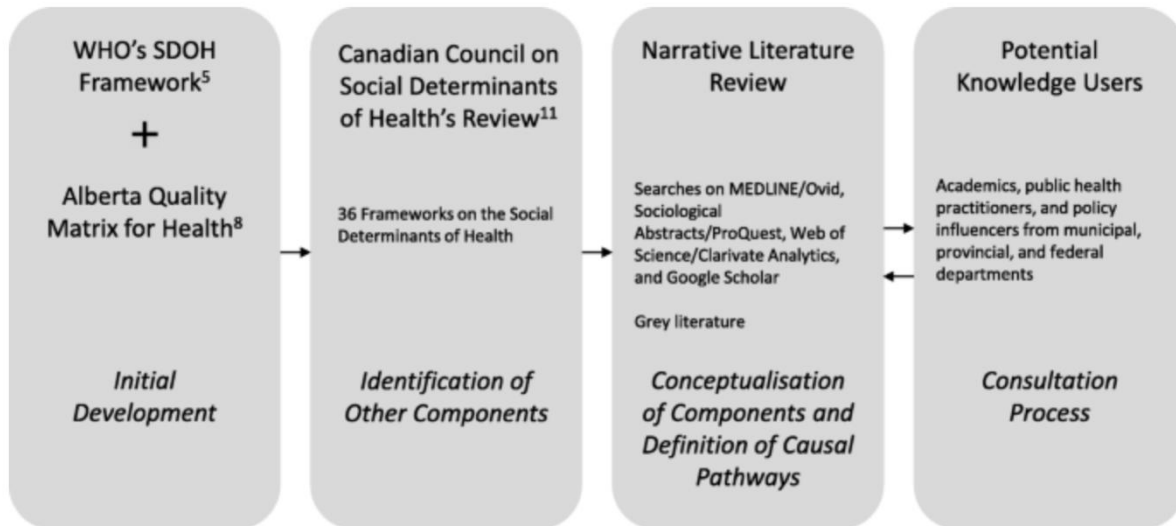 WHO's SDOH
Framework⁵
+
Alberta Quality
Matrix for Health⁸
Initial
Development
Canadian Council on
Social Determinants
of Health's Review¹¹
36 Frameworks on the Social
Determinants of Health
Identification of
Other Components
Narrative Literature
Review
Searches on MEDLINE/Ovid,
Sociological
Abstracts/ProQuest, Web of
Science/Clarivate Analytics,
and Google Scholar
Grey literature
Conceptualisation
of Components and
Definition of Causal
Pathways
Potential
Knowledge Users
Academics, public health
practitioners, and policy
influencers from municipal,
provincial, and federal
departments
Consultation
Process